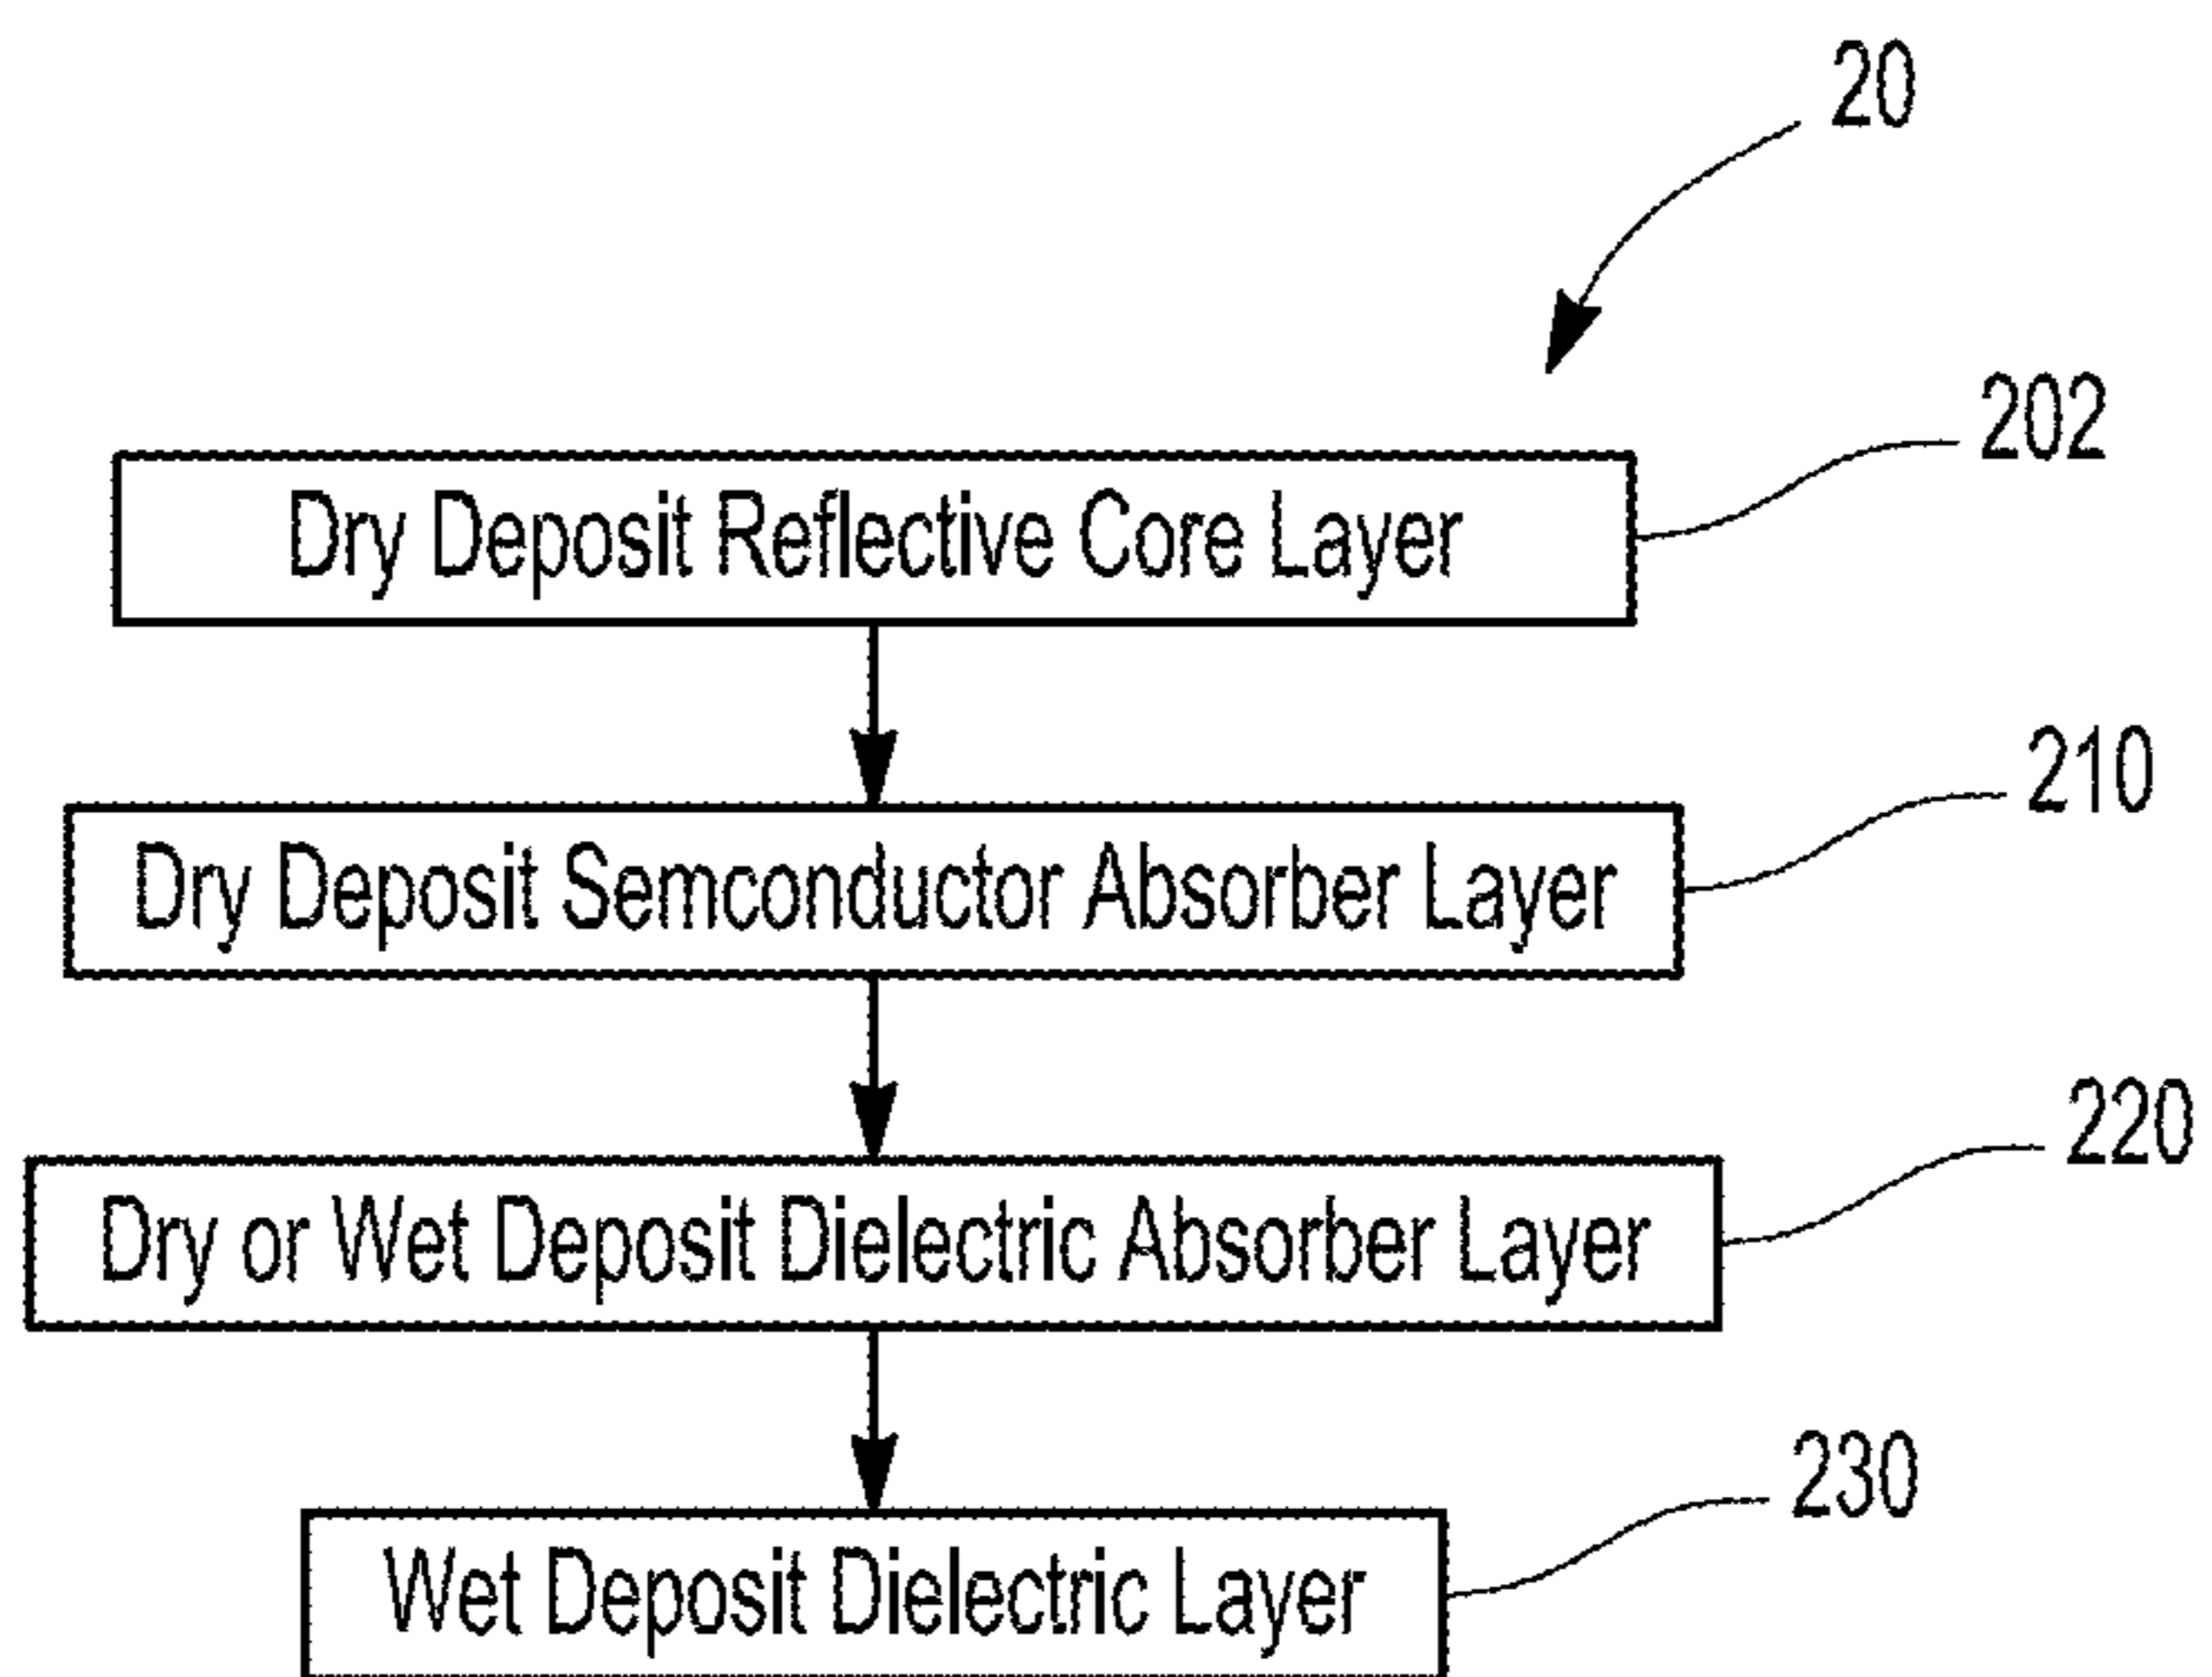 20
Dry Deposit Reflective Core Layer
202
Dry Deposit Semconductor Absorber Layer
210
Dry or Wet Deposit Dielectric Absorber Layer
220
Wet Deposit Dielectric Layer
230